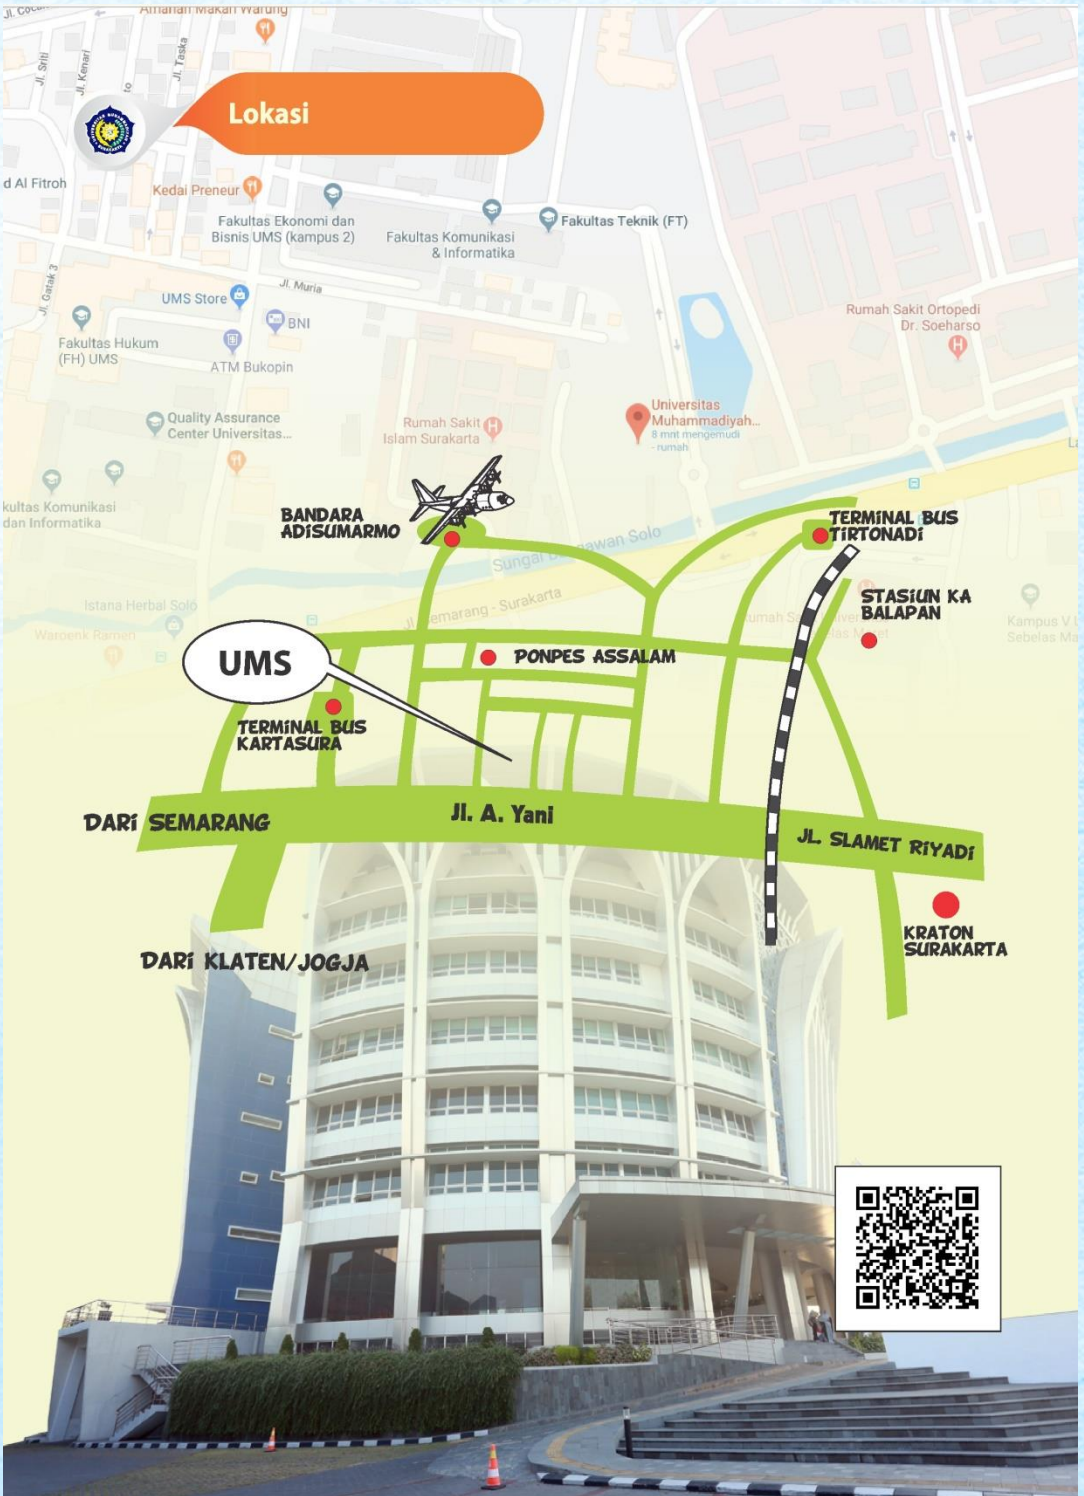 Jl. Sriti
Jl. Kenari
Jl. Taska
Amanah Makan Warung
Lokasi
d Al Fitroh
Kedai Preneur
Fakultas Ekonomi dan
Bisnis UMS (kampus 2)
Fakultas Komunikasi
& Informatika
Fakultas Teknik (FT)
Jl. Gatak 3
UMS Store
Jl. Muria
BNI
Fakultas Hukum
(FH) UMS
ATM Bukopin
Rumah Sakit Ortopedi
Dr. Soeharso
Quality Assurance
Center Universitas...
Rumah Sakit
Islam Surakarta
Universitas
Muhammadiyah...
8 mnt mengemudi
- rumah
kultas Komunikasi
dan Informatika
BANDARA
ADISUMARMO
TERMINAL BUS
TIRTONADI
Solo
STASIUN KA
BALAPAN
Istana Herbal Solo
Waroenk Ramen
Semarang - Surakarta
Kampus V
Sebelas Ma
UMS
PONPES ASSALAM
TERMINAL BUS
KARTASURA
DARI SEMARANG
Jl. A. Yani
JL. SLAMET RIYADI
KRATON
SURAKARTA
DARI KLATEN/JOGJA